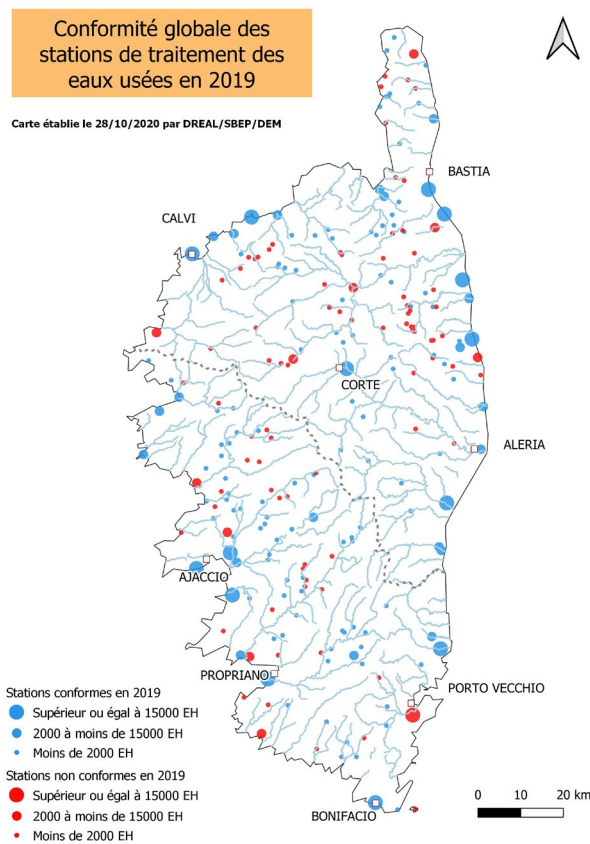 Conformité globale des
stations de traitement des
eaux usées en 2019
Carte établie le 28/10/2020 par DREAL/SBEP/DEM
BASTIA
CALVI
CORTE
ALERIA
AJACCIO
PROPRIANO
PORTO VECCHIO
BONIFACIO
Stations conformes en 2019
Supérieur ou égal à 15000 EH
2000 à moins de 15000 EH
Moins de 2000 EH
Stations non conformes en 2019
Supérieur ou égal à 15000 EH
2000 à moins de 15000 EH
Moins de 2000 EH
0 10 20 km